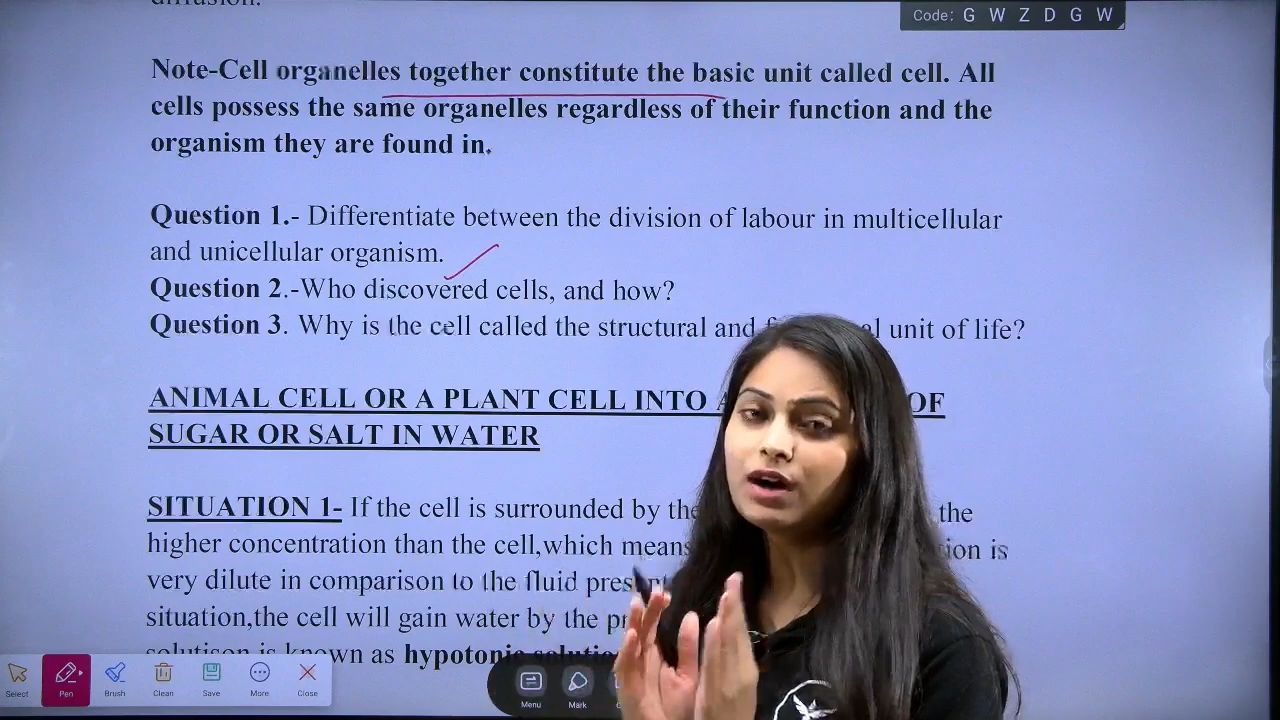 diffusion.
Code: G W Z D G W
Note-Cell organelles together constitute the basic unit called cell. All
cells possess the same organelles regardless of their function and the
organism they are found in.
Question 1.- Differentiate between the division of labour in multicellular
and unicellular organism.
Question 2.-Who discovered cells, and how?
Question 3. Why is the cell called the structural and unit of life?
ANIMAL CELL OR A PLANT CELL INTO A OF
SUGAR OR SALT IN WATER
SITUATION 1- If the cell is surrounded by the the
higher concentration than the cell,which means is
very dilute in comparison to the fluid present
situation,the cell will gain water by the
solutison is known as hypotonic
Select
Pen
Brush
Clean
Save
More
Close
Menu
Mark